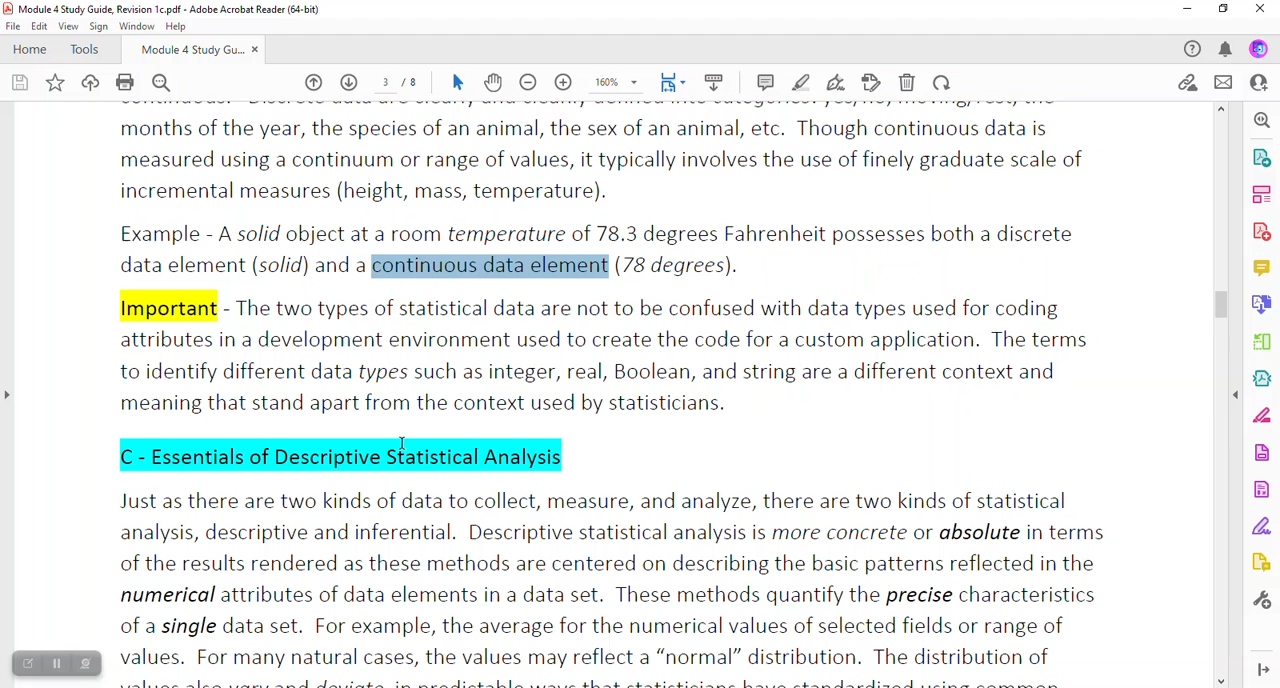 Module 4 Study Guide, Revision 1c.pdf - Adobe Acrobat Reader (64-bit)
File Edit View Sign Window Help
Home Tools Module 4 Study Gu... ×
3 / 8 160%
months of the year, the species of an animal, the sex of an animal, etc. Though continuous data is
measured using a continuum or range of values, it typically involves the use of finely graduate scale of
incremental measures (height, mass, temperature).
Example - A solid object at a room temperature of 78.3 degrees Fahrenheit possesses both a discrete
data element (solid) and a continuous data element (78 degrees).
Important - The two types of statistical data are not to be confused with data types used for coding
attributes in a development environment used to create the code for a custom application. The terms
to identify different data types such as integer, real, Boolean, and string are a different context and
meaning that stand apart from the context used by statisticians.
C - Essentials of Descriptive Statistical Analysis
Just as there are two kinds of data to collect, measure, and analyze, there are two kinds of statistical
analysis, descriptive and inferential. Descriptive statistical analysis is more concrete or absolute in terms
of the results rendered as these methods are centered on describing the basic patterns reflected in the
numerical attributes of data elements in a data set. These methods quantify the precise characteristics
of a single data set. For example, the average for the numerical values of selected fields or range of
values. For many natural cases, the values may reflect a “normal” distribution. The distribution of